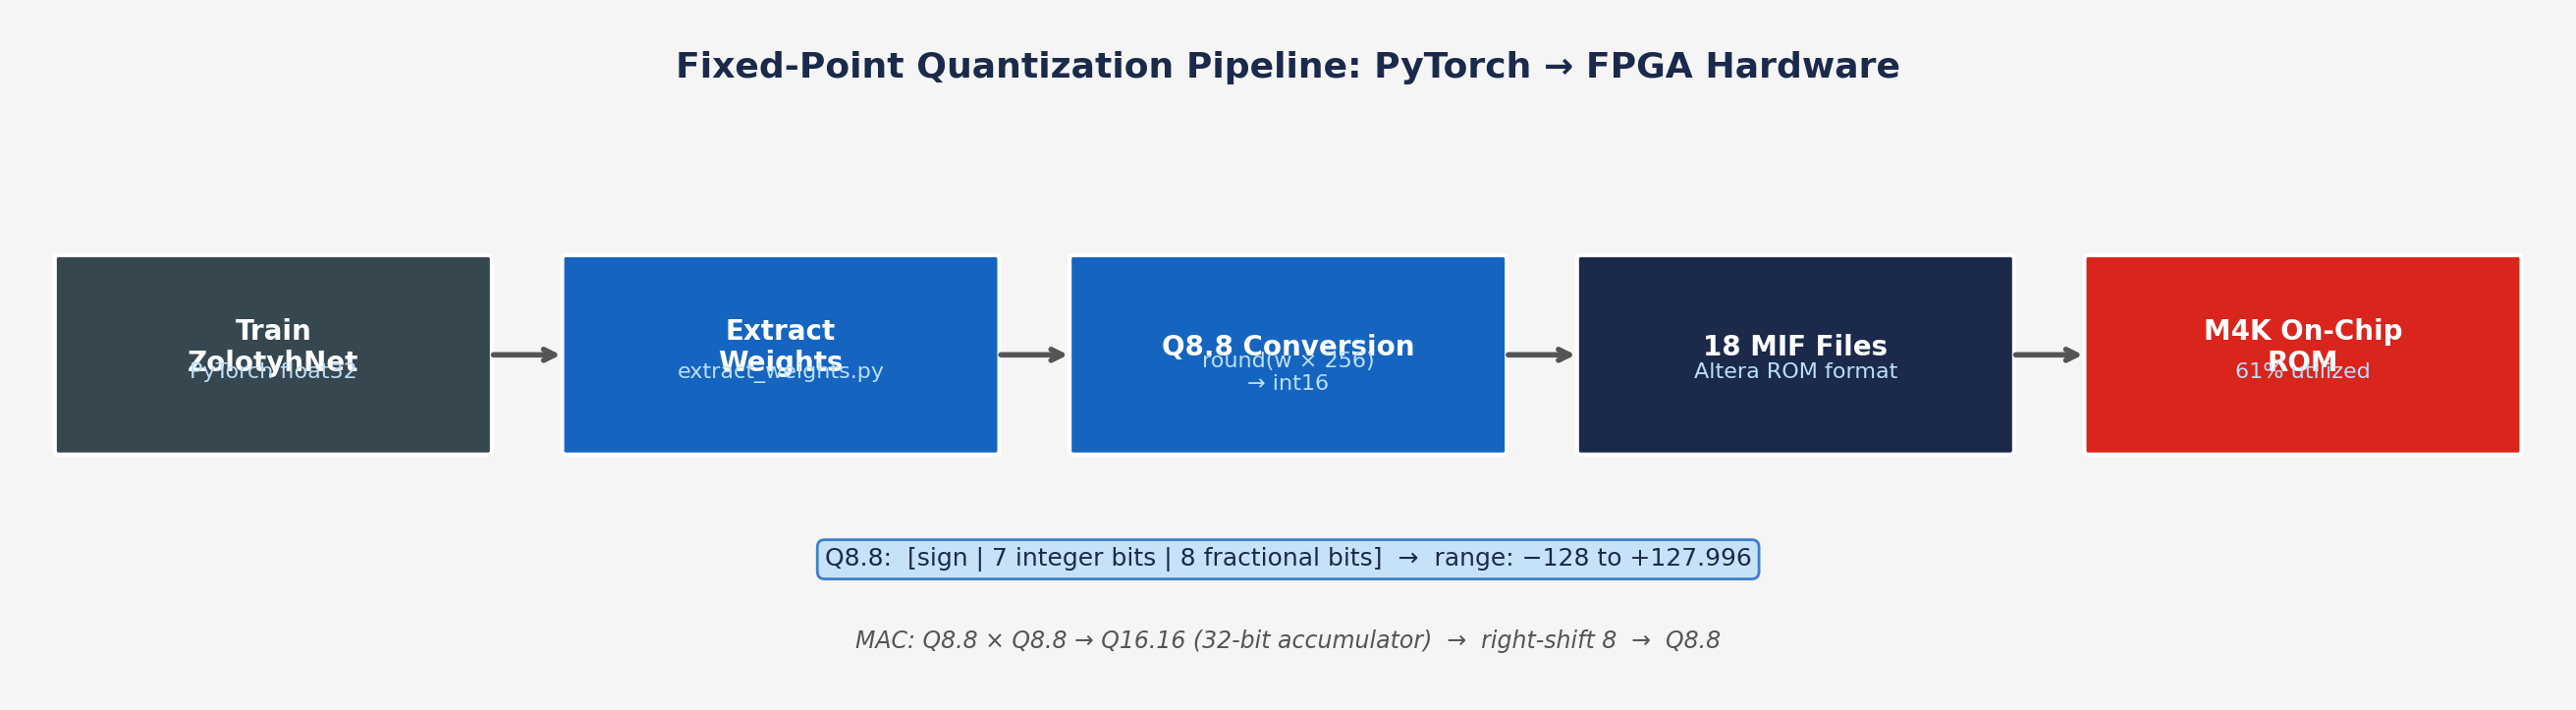 Fixed-Point Quantization Pipeline: PyTorch → FPGA Hardware
Train
ZolotyhNet
PyTorch float32
Extract
Weights
extract_weights.py
Q8.8 Conversion
round(w × 256)
→ int16
18 MIF Files
Altera ROM format
M4K On-Chip
ROM
61% utilized
Q8.8:  [sign | 7 integer bits | 8 fractional bits]  →  range: −128 to +127.996
MAC: Q8.8 × Q8.8 → Q16.16 (32-bit accumulator)  →  right-shift 8  →  Q8.8